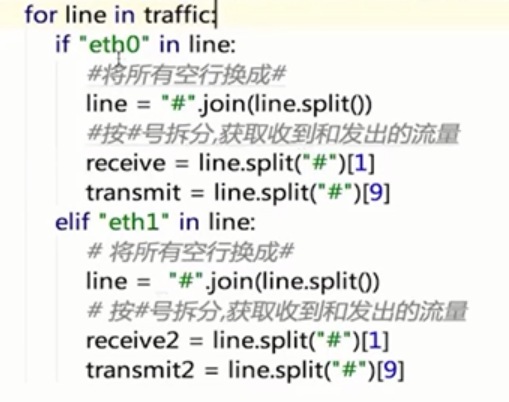 for line in traffic:
if "eth0" in line:
#将所有空行换成#
line = "#".join(line.split())
#按#号拆分,获取收到和发出的流量
receive = line.split("#")[1]
transmit = line.split("#")[9]
elif "eth1" in line:
# 将所有空行换成#
line =  "#".join(line.split())
# 按#号拆分,获取收到和发出的流量
receive2 = line.split("#")[1]
transmit2 = line.split("#")[9]